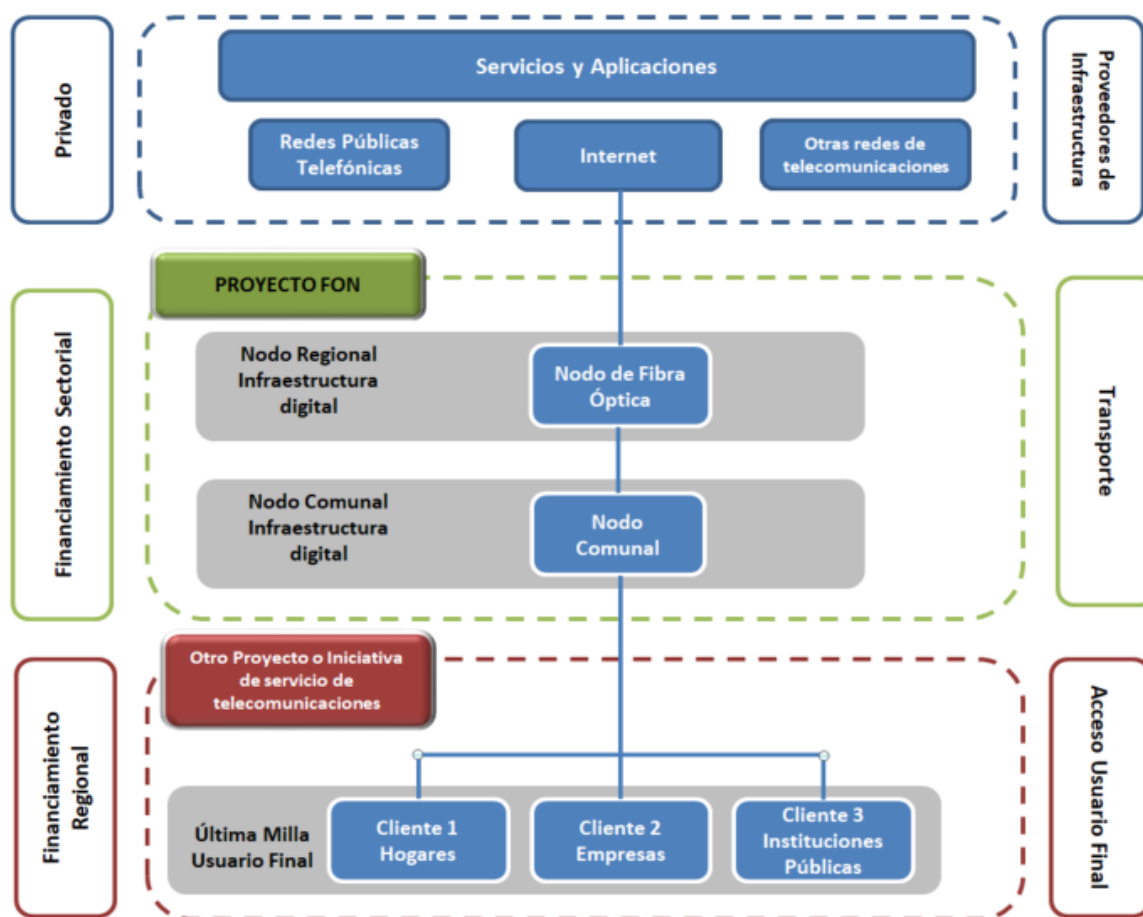 Privado
Servicios y Aplicaciones
Redes Públicas
Telefónicas
Internet
Otras redes de
telecomunicaciones
Proveedores de
Infraestructura
Financiamiento Sectorial
PROYECTO FON
Nodo Regional
Infraestructura
digital
Nodo de Fibra
Óptica
Nodo Comunal
Infraestructura
digital
Nodo
Comunal
Transporte
Financiamiento
Regional
Otro Proyecto o Iniciativa
de servicio de
telecomunicaciones
Última Milla
Usuario Final
Cliente 1
Hogares
Cliente 2
Empresas
Cliente 3
Instituciones
Públicas
Acceso Usuario Final